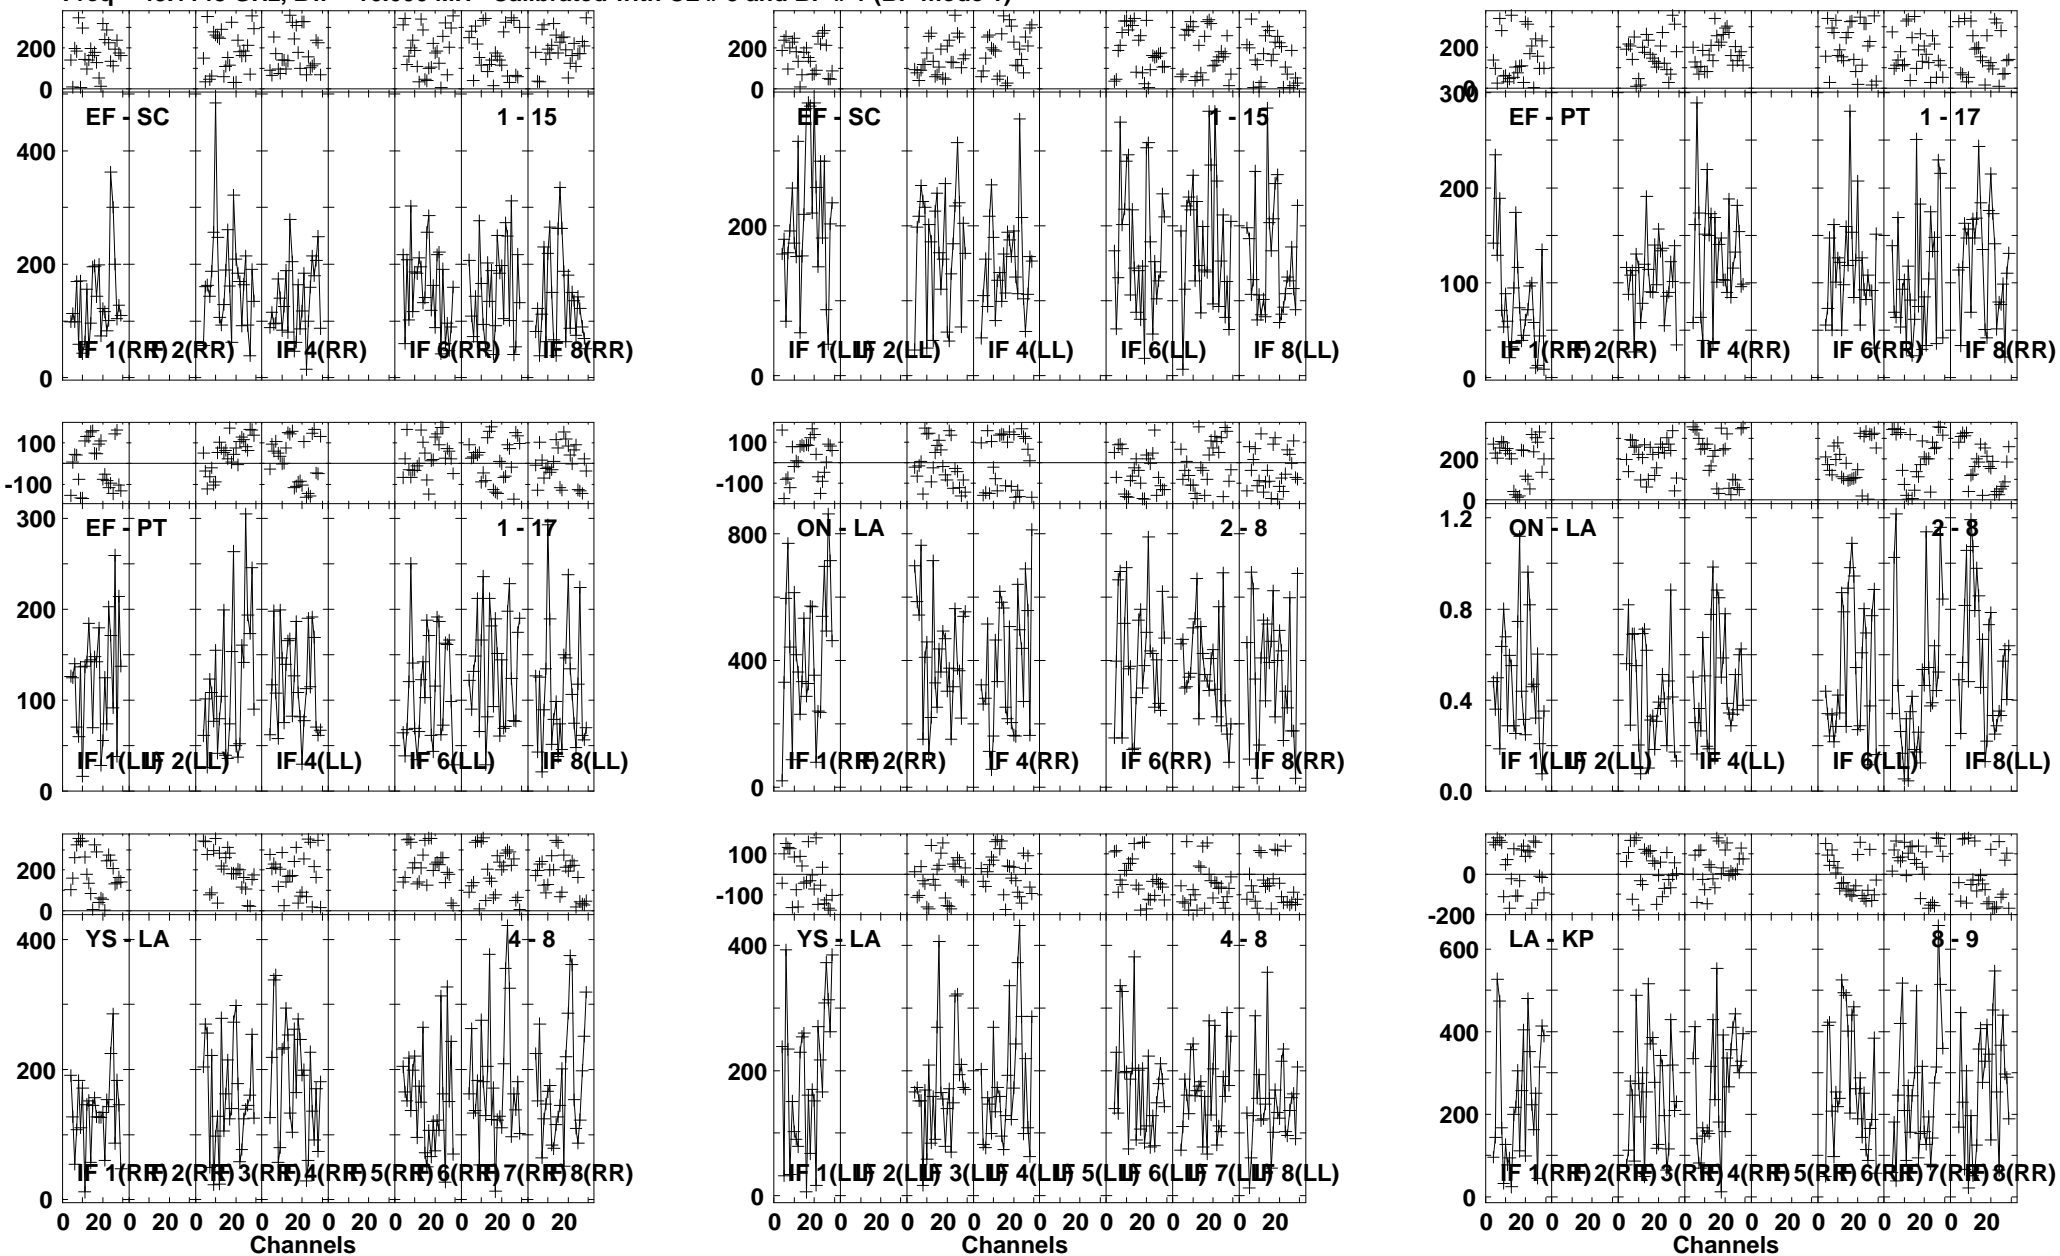 200
0
EF - SC 1 - 15
400
200
0
IF 1(RR) IF 2(RR) IF 4(RR) IF 6(RR) IF 8(RR)
200
0
EF - SC 1 - 15
200
0
IF 1(LL) IF 2(LL) IF 4(LL) IF 6(LL) IF 8(LL)
200
0
300
EF - PT 1 - 17
200
100
0
IF 1(RR) IF 2(RR) IF 4(RR) IF 6(RR) IF 8(RR)
100
-100
300
EF - PT 1 - 17
200
100
0
IF 1(LL) IF 2(LL) IF 4(LL) IF 6(LL) IF 8(LL)
100
-100
800
ON - LA 2 - 8
400
0
IF 1(RR) IF 2(RR) IF 4(RR) IF 6(RR) IF 8(RR)
200
0
1.2
ON - LA 2 - 8
0.8
0.4
0.0
IF 1(LL) IF 2(LL) IF 4(LL) IF 6(LL) IF 8(LL)
200
0
400
YS - LA 4 - 8
200
0
IF 1(RR) IF 2(RR) IF 3(RR) IF 4(RR) IF 5(RR) IF 6(RR) IF 7(RR) IF 8(RR)
0 20 0 20 0 20 0 20 0 20 0 20 0 20 0 20
Channels
100
-100
400
YS - LA 4 - 8
200
0
IF 1(LL) IF 2(LL) IF 3(LL) IF 4(LL) IF 5(LL) IF 6(LL) IF 7(LL) IF 8(LL)
0 20 0 20 0 20 0 20 0 20 0 20 0 20 0 20
Channels
0
-200
600
LA - KP 8 - 9
400
200
0
IF 1(RR) IF 2(RR) IF 3(RR) IF 4(RR) IF 5(RR) IF 6(RR) IF 7(RR) IF 8(RR)
0 20 0 20 0 20 0 20 0 20 0 20 0 20 0 20
Channels